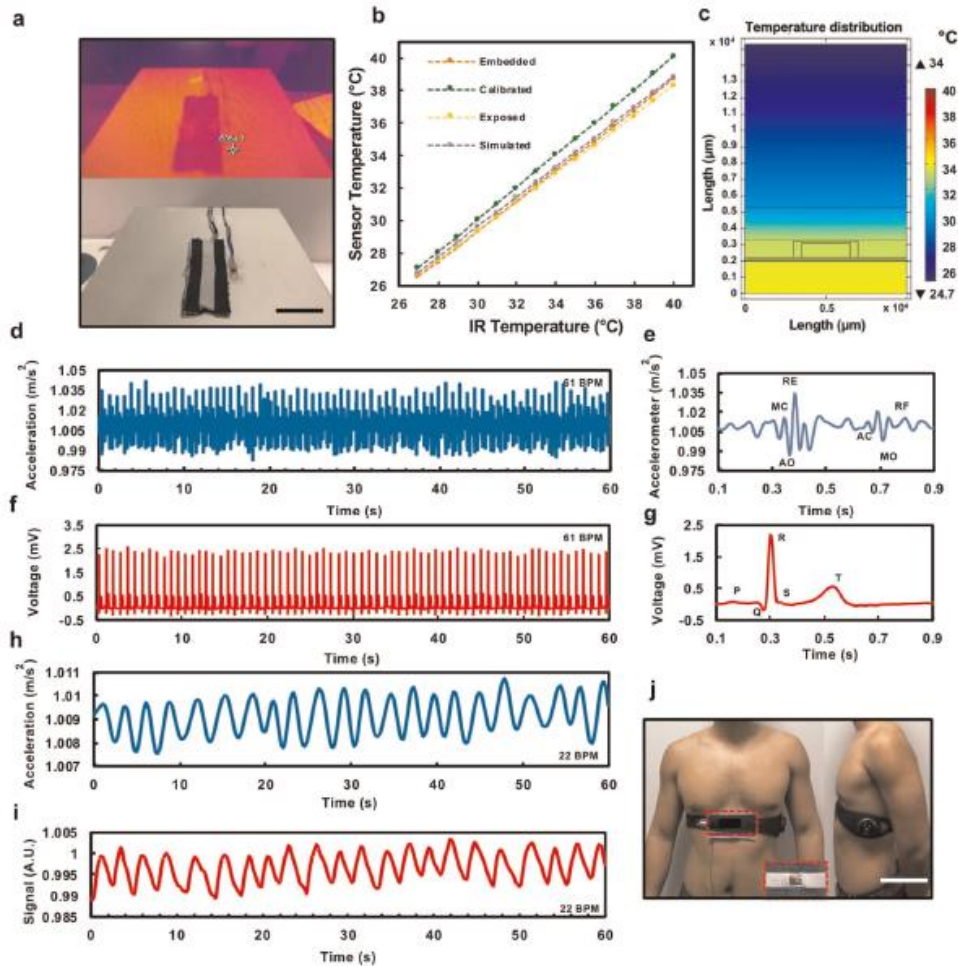 a
b
Sensor Temperature (°C)
40
38
36
34
32
30
28
26
Embedded
Calibrated
Exposed
Simulated
26 28 30 32 34 36 38 40
IR Temperature (°C)
c
Temperature distribution
x 10⁴
Length (µm)
1.4
1.3
1.2
1.1
1
0.9
0.8
0.7
0.6
0.5
0.4
0.3
0.2
0.1
0
0 0.5 1
x 10⁴
Length (µm)
°C
▲ 34
40
38
36
34
32
30
28
26
▼ 24.7
d
Acceleration (m/s²)
1.05
1.035
1.02
1.005
0.99
0.975
61 BPM
0 10 20 30 40 50 60
Time (s)
e
Accelerometer (m/s²)
1.05
1.035
1.02
1.005
0.99
0.975
MC
RE
AO
AC
RF
MO
0.1 0.3 0.5 0.7 0.9
Time (s)
f
Voltage (mV)
3.5
2.5
1.5
0.5
-0.5
61 BPM
0 10 20 30 40 50 60
Time (s)
g
Voltage (mV)
2.5
1.5
0.5
-0.5
P
Q
R
S
T
0.1 0.3 0.5 0.7 0.9
Time (s)
h
Acceleration (m/s²)
1.011
1.01
1.009
1.008
1.007
22 BPM
0 10 20 30 40 50 60
Time (s)
i
Signal (A.U.)
1.005
1
0.995
0.99
0.985
22 BPM
0 10 20 30 40 50 60
Time (s)
j